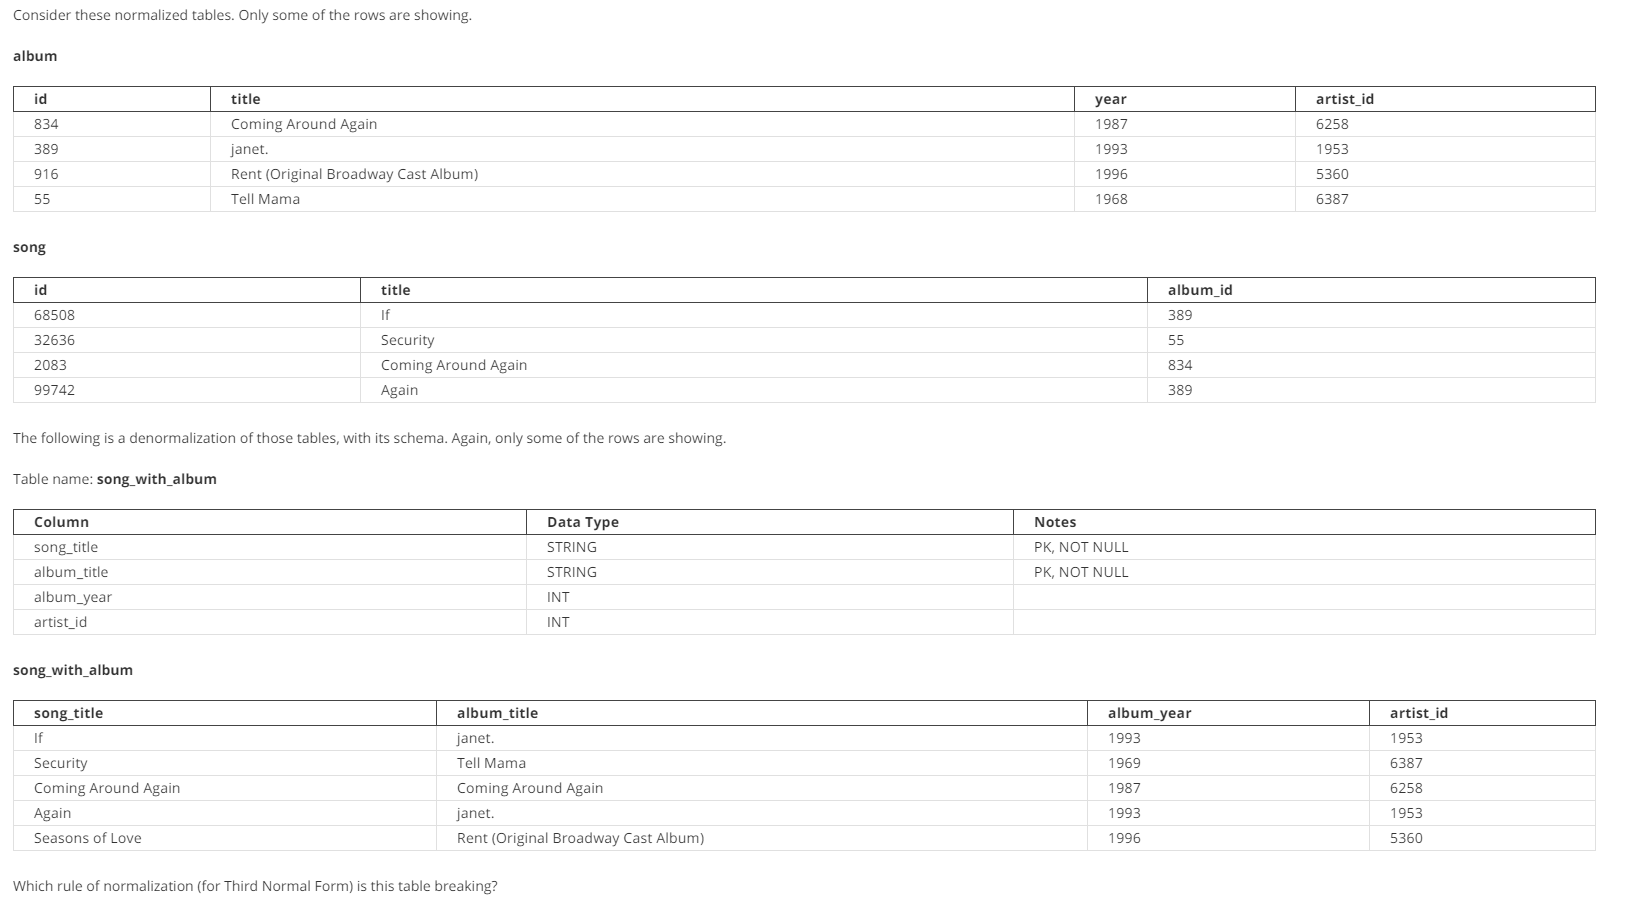 Consider these normalized tables. Only some of the rows are showing.
album
id title year artist_id
834 Coming Around Again 1987 6258
389 janet. 1993 1953
916 Rent (Original Broadway Cast Album) 1996 5360
55 Tell Mama 1968 6387
song
id title album_id
68508 If 389
32636 Security 55
2083 Coming Around Again 834
99742 Again 389
The following is a denormalization of those tables, with its schema. Again, only some of the rows are showing.
Table name: song_with_album
Column Data Type Notes
song_title STRING PK, NOT NULL
album_title STRING PK, NOT NULL
album_year INT
artist_id INT
song_with_album
song_title album_title album_year artist_id
If janet. 1993 1953
Security Tell Mama 1969 6387
Coming Around Again Coming Around Again 1987 6258
Again janet. 1993 1953
Seasons of Love Rent (Original Broadway Cast Album) 1996 5360
Which rule of normalization (for Third Normal Form) is this table breaking?